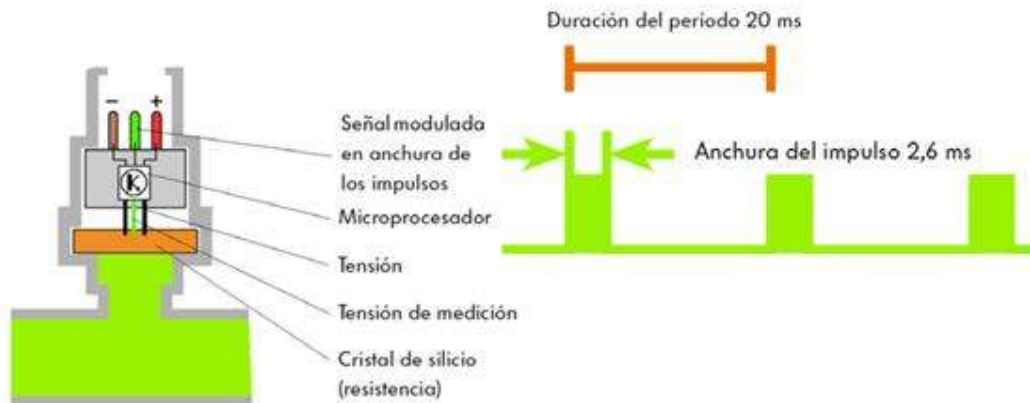 Duración del período 20 ms
− +
Señal modulada
en anchura de
los impulsos
Microprocesador
K
Tensión
Tensión de medición
Cristal de silicio
(resistencia)
Anchura del impulso 2,6 ms